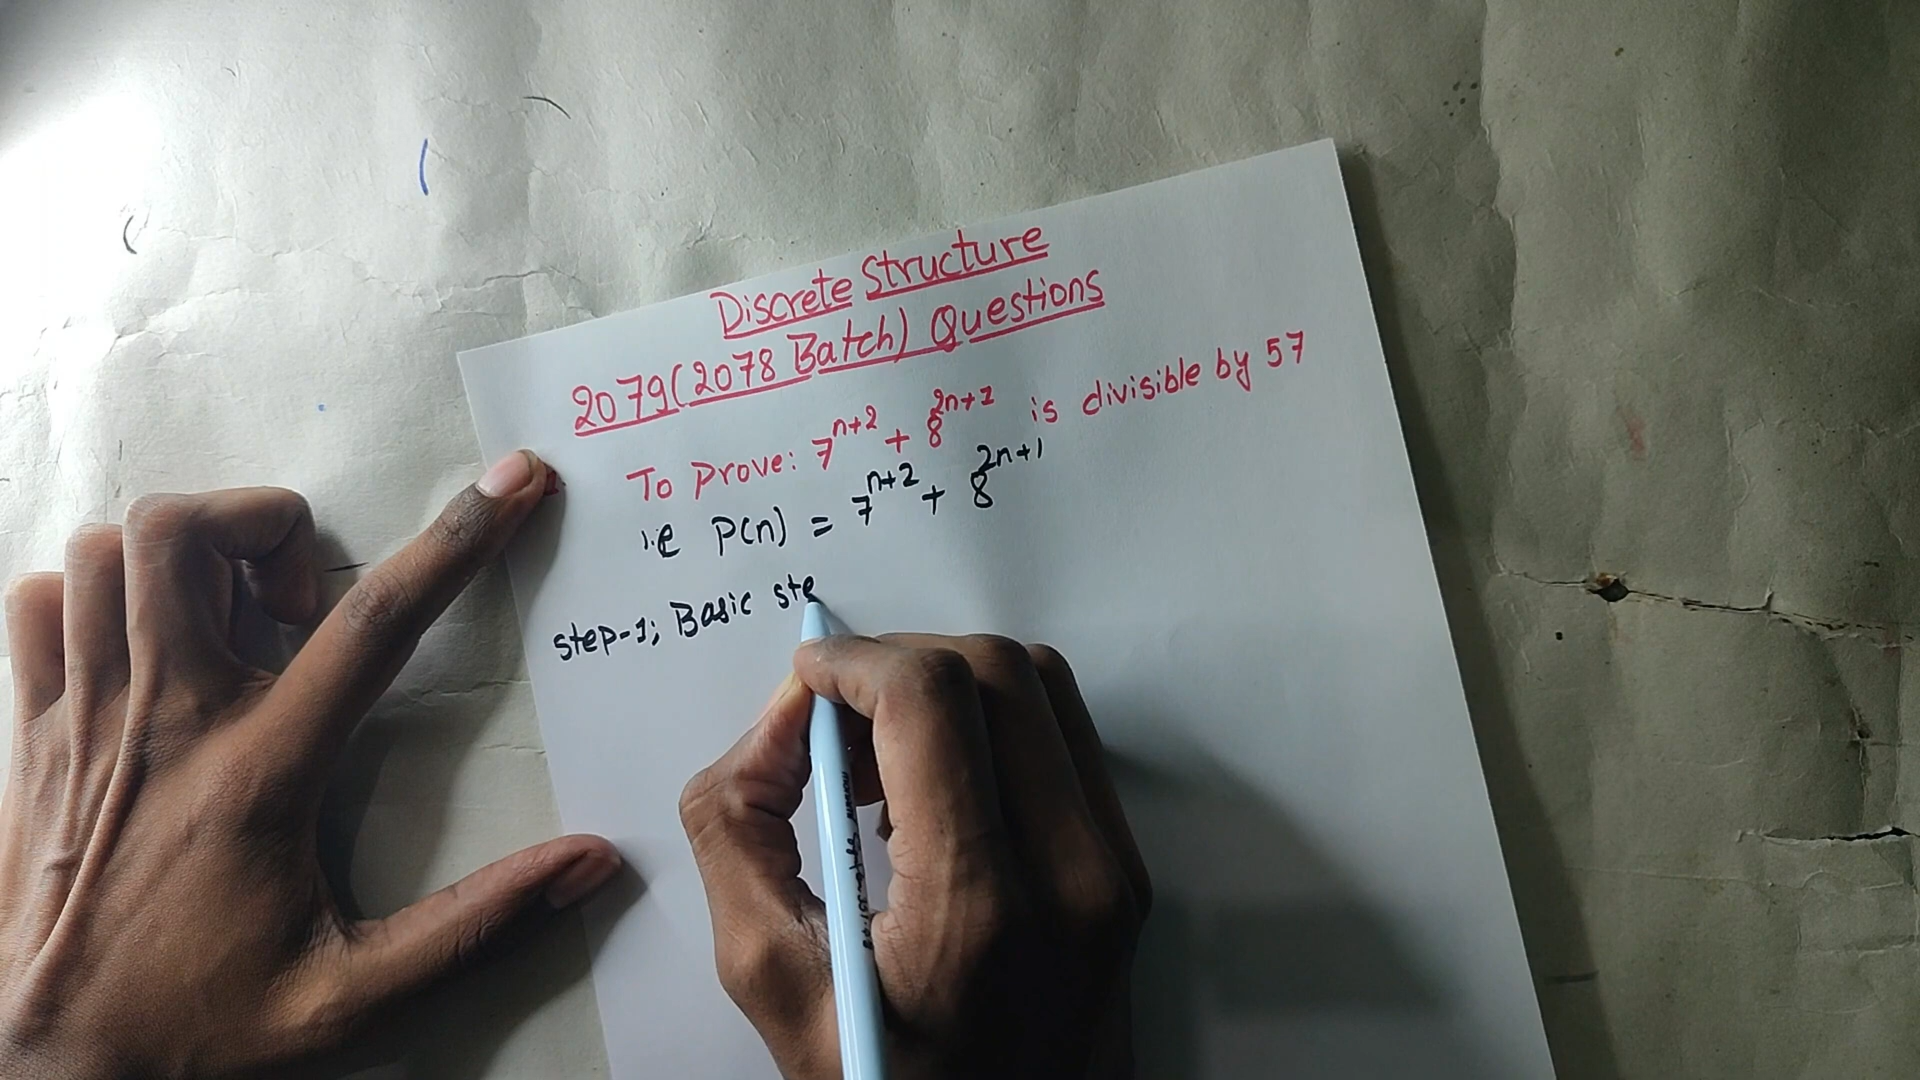 Discrete Structure
2079(2078 Batch) Questions
To prove: 7^{n+2} + 8^{2n+1} is divisible by 57
i.e P(n) = 7^{n+2} + 8^{2n+1}
step-1; Basic ste